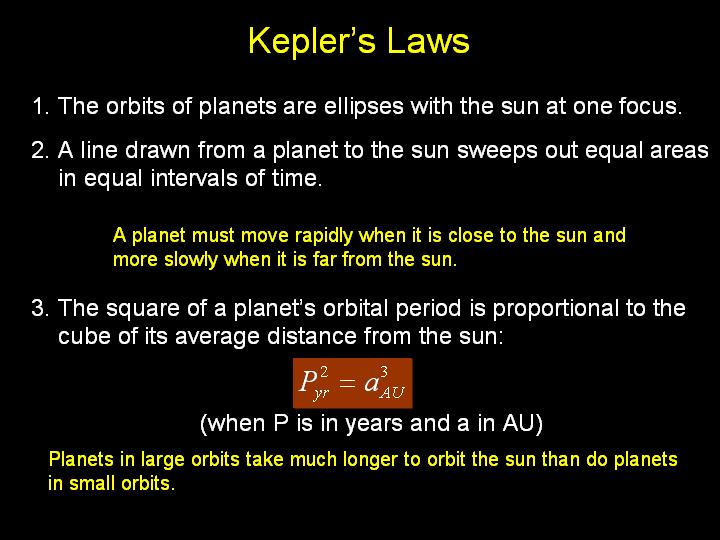 Kepler’s Laws
1. The orbits of planets are ellipses with the sun at one focus.
2. A line drawn from a planet to the sun sweeps out equal areas
in equal intervals of time.
A planet must move rapidly when it is close to the sun and
more slowly when it is far from the sun.
3. The square of a planet’s orbital period is proportional to the
cube of its average distance from the sun:
P_{yr}^{2} = a_{AU}^{3}
(when P is in years and a in AU)
Planets in large orbits take much longer to orbit the sun than do planets
in small orbits.